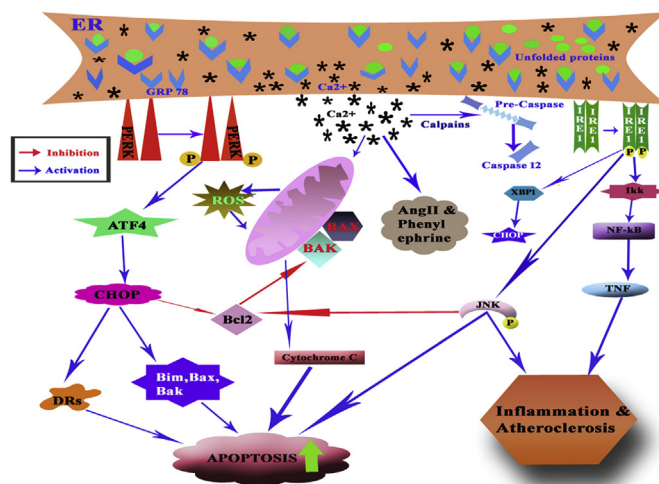 ER
Unfolded proteins
GRP 78
Ca2+
Ca2+
Calpains
Pre-Caspase
Caspase 12
PERK
PERK
P
P
IRE1
IRE1
IRE1
IRE1
P
P
Inhibition
Activation
ROS
XBP1
Ikk
ATF4
BAX
BAK
AngII &
Phenyl
ephrine
CHOP
NF-kB
CHOP
Bcl2
JNK
P
TNF
Cytochrome C
DRs
Bim,Bax,
Bak
APOPTOSIS
Inflammation &
Atheroclerosis